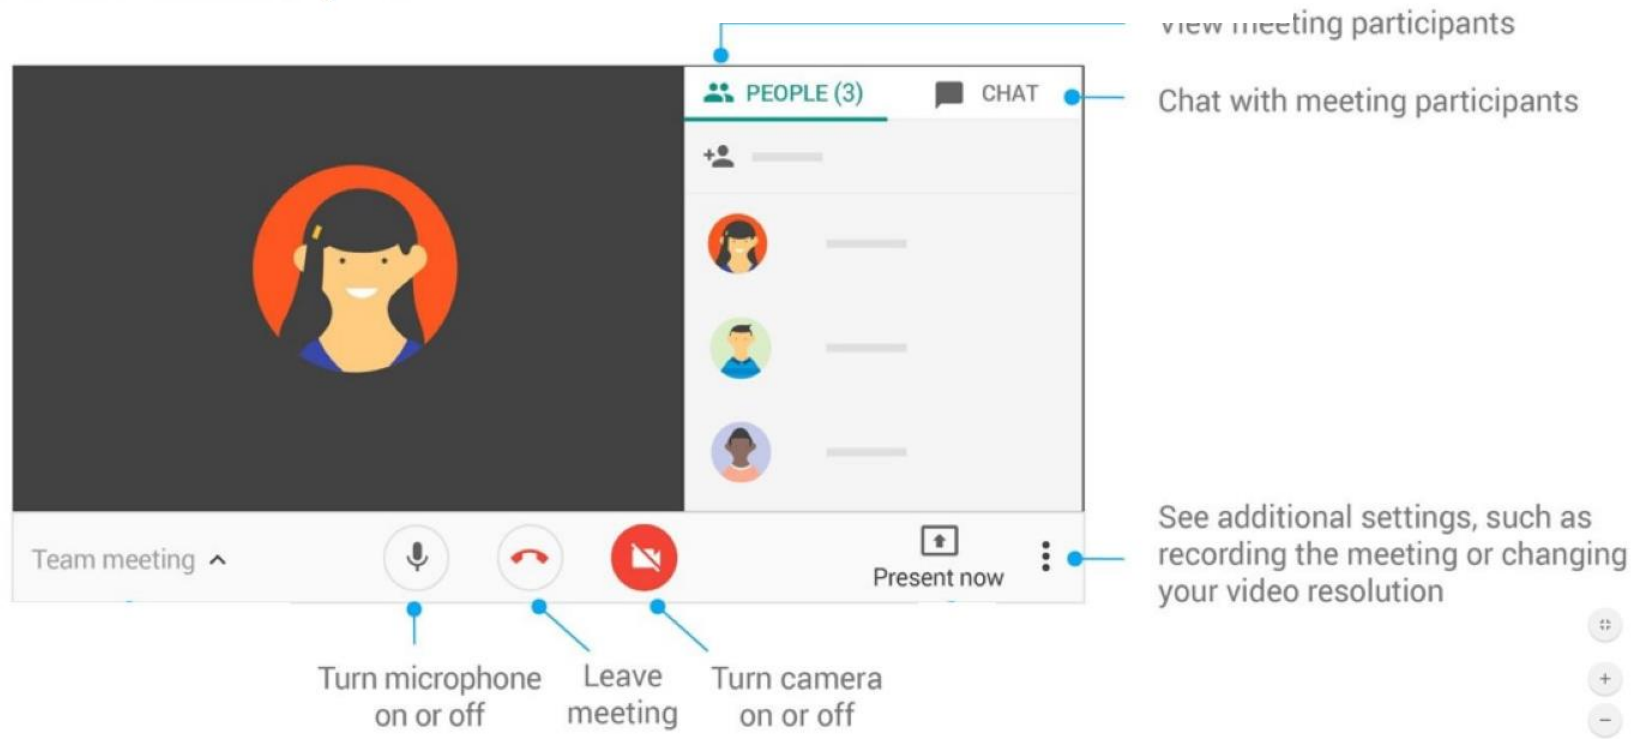 View meeting participants
PEOPLE (3)
CHAT
Chat with meeting participants
Team meeting
Present now
See additional settings, such as
recording the meeting or changing
your video resolution
Turn microphone
on or off
Leave
meeting
Turn camera
on or off